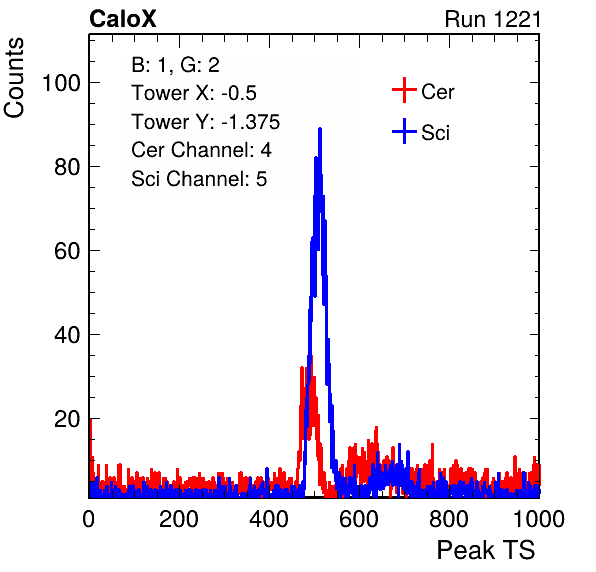 CaloX
Run 1221
B: 1, G: 2
Tower X: -0.5
Tower Y: -1.375
Cer Channel: 4
Sci Channel: 5
Cer
Sci
Counts
100
80
60
40
20
0 200 400 600 800 1000
Peak TS